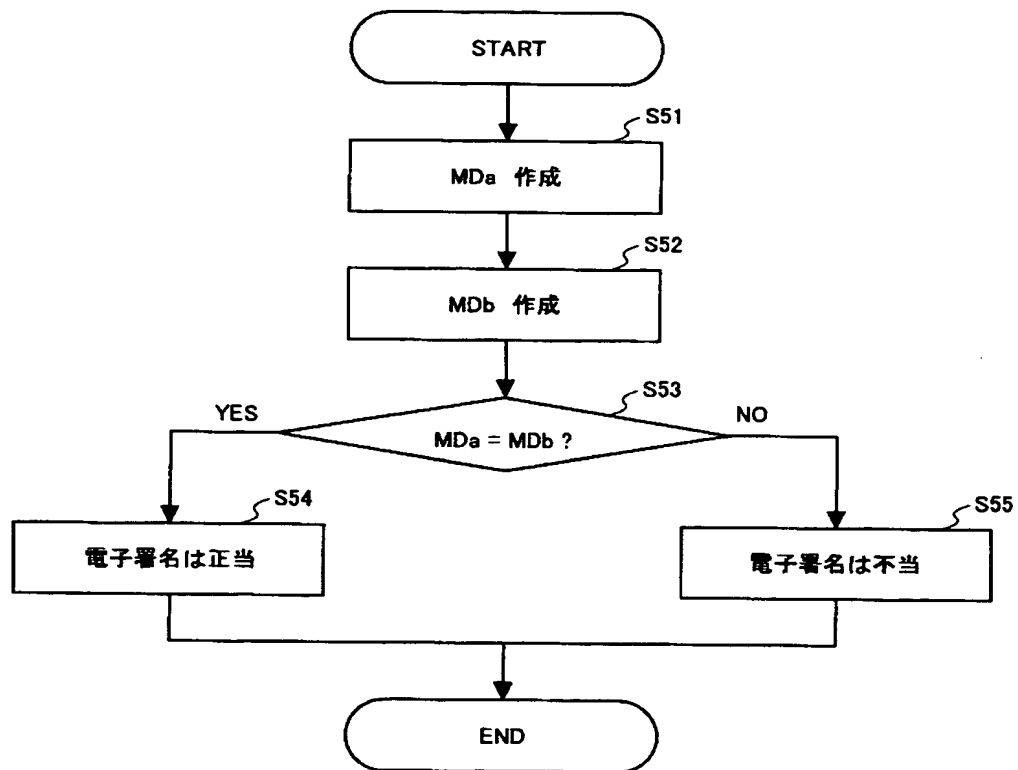 START
S51
MDa 作成
S52
MDb 作成
S53
YES
NO
MDa = MDb ?
S54
S55
電子署名は正当
電子署名は不当
END